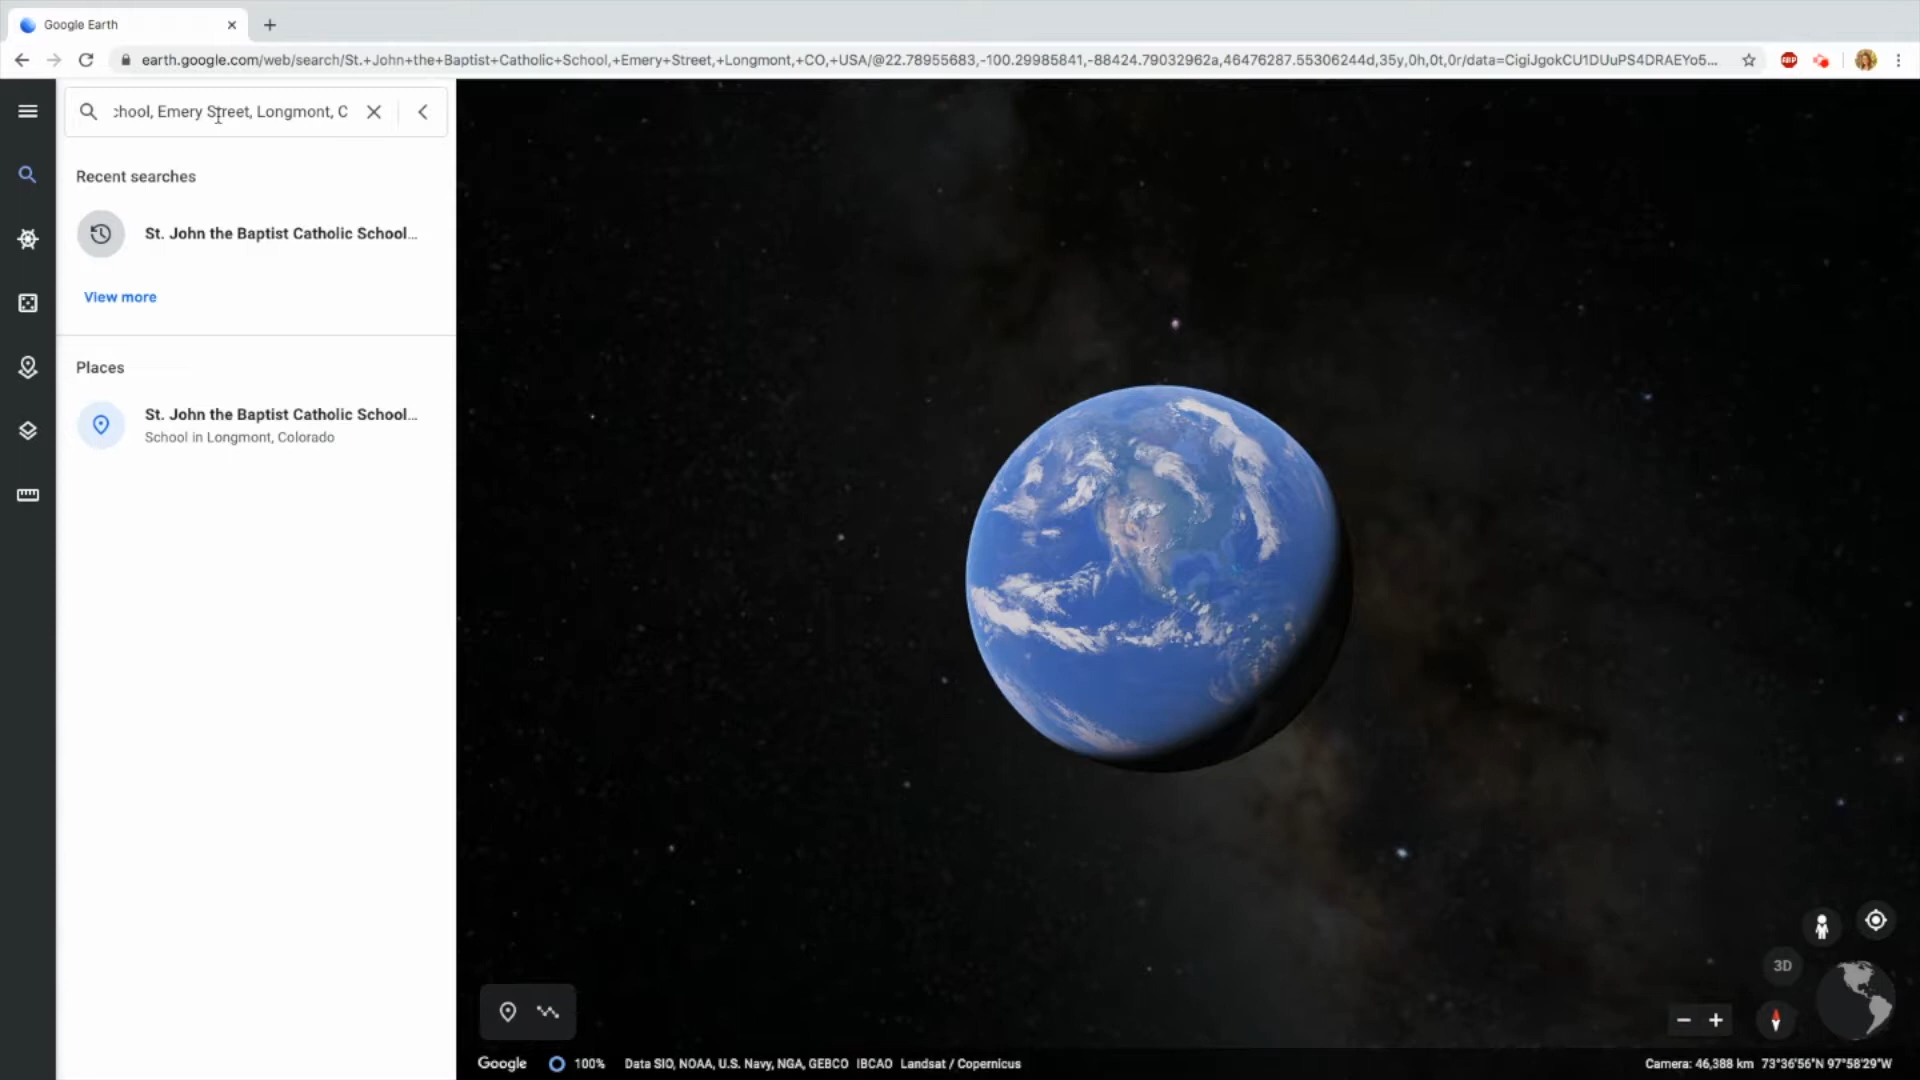 Google Earth
earth.google.com/web/search/St.+John+the+Baptist+Catholic+School,+Emery+Street,+Longmont,+CO,+USA/@22.78955683,-100.29985841,-88424.79032962a,46476287.55306244d,35y,0h,0t,0r/data=CigiJgokCU1DUuPS4DRAEYo5...
:hool, Emery Street, Longmont, C
Recent searches
St. John the Baptist Catholic School...
View more
Places
St. John the Baptist Catholic School...
School in Longmont, Colorado
ABP
3D
Google 100% Data SIO, NOAA, U.S. Navy, NGA, GEBCO IBCAO Landsat / Copernicus
Camera: 46,388 km 73°36'56"N 97°58'29"W